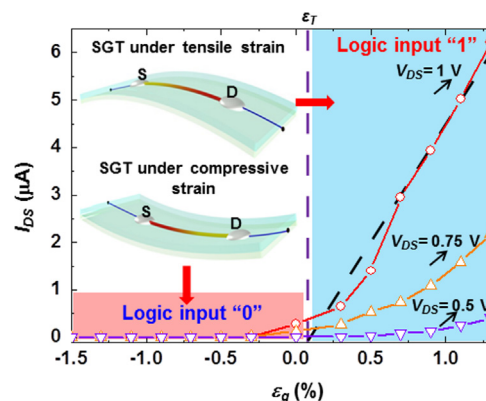 ε_T
SGT under tensile strain
Logic input “1”
S
D
V_DS= 1 V
SGT under compressive
strain
S
D
V_DS= 0.75 V
V_DS= 0.5 V
Logic input “0”
I_DS (μA)
6
5
4
3
2
1
0
-1.5
-1.0
-0.5
0.0
0.5
1.0
ε_g (%)